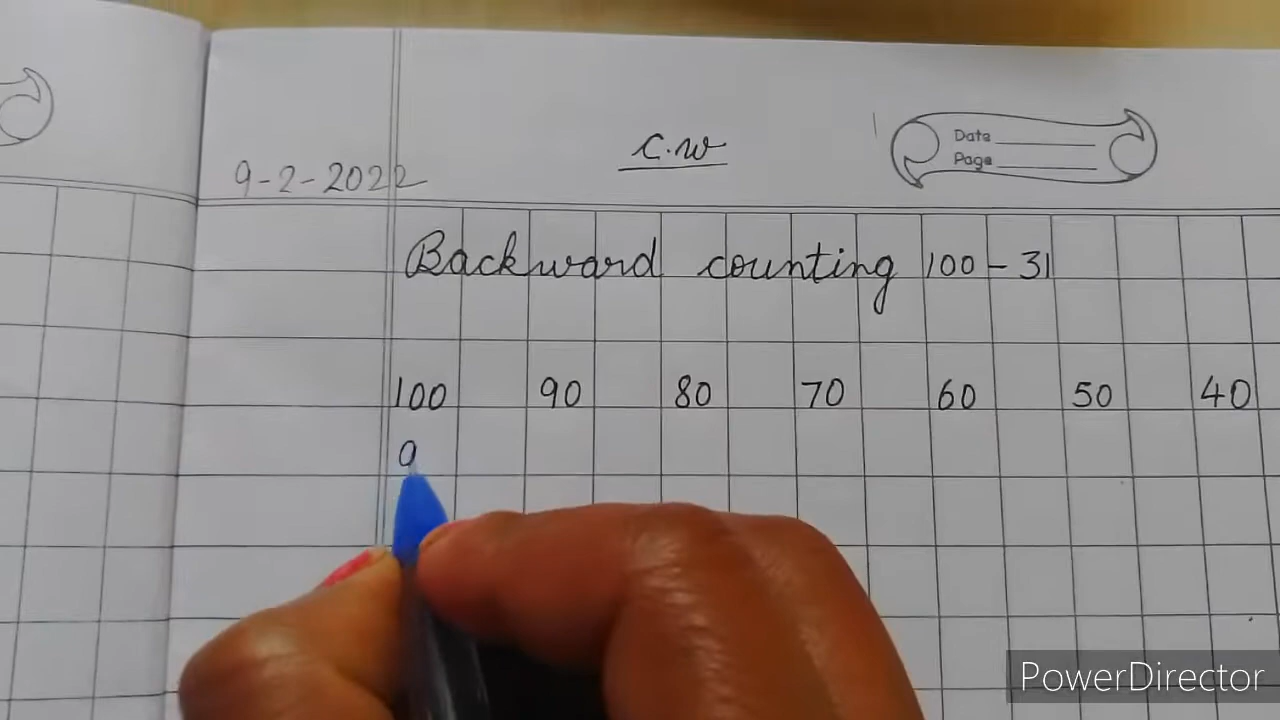 Date
Page
C.W
9-2-2022
Backward counting 100-31
100 90 80 70 60 50 40
9
PowerDirector